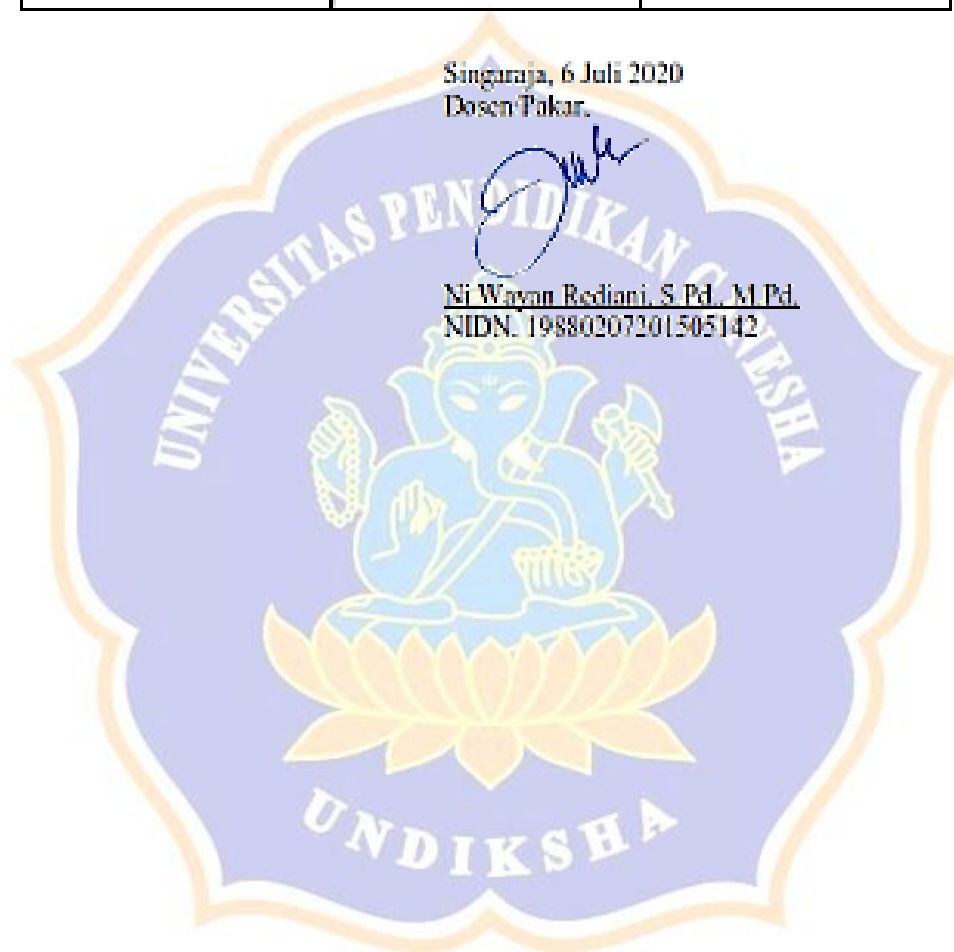 Singaraja, 6 Juli 2020
Dosen Pakar,
Ni Wayan Rediani, S.Pd., M.Pd.
NIDN. 19880207201505142
UNIVERSITAS PENDIDIKAN GANESHA
UNDIKSHA